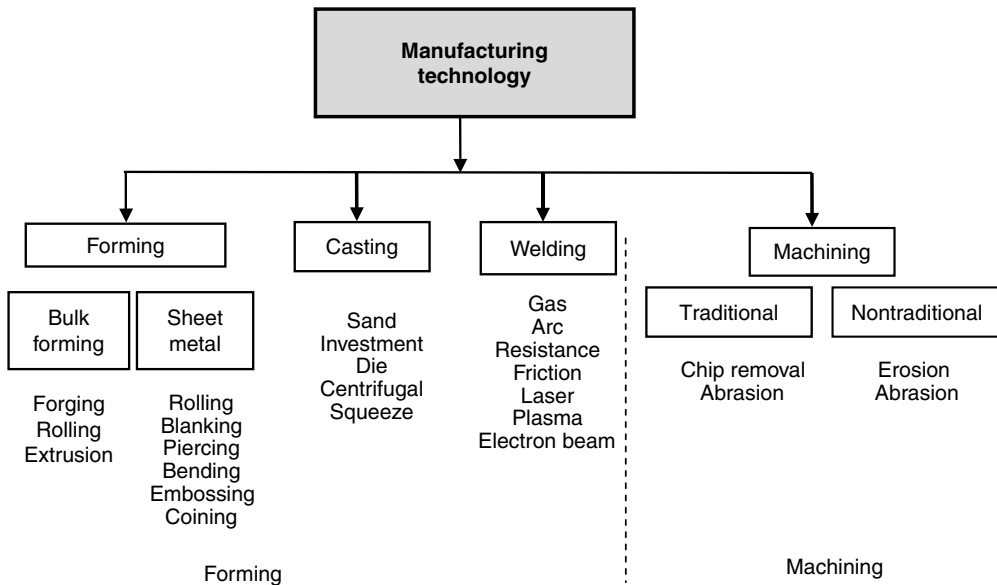 Manufacturing
technology
Forming
Casting
Welding
Machining
Bulk
forming
Sheet
metal
Traditional
Nontraditional
Forging
Rolling
Extrusion
Rolling
Blanking
Piercing
Bending
Embossing
Coining
Sand
Investment
Die
Centrifugal
Squeeze
Gas
Arc
Resistance
Friction
Laser
Plasma
Electron beam
Chip removal
Abrasion
Erosion
Abrasion
Forming
Machining